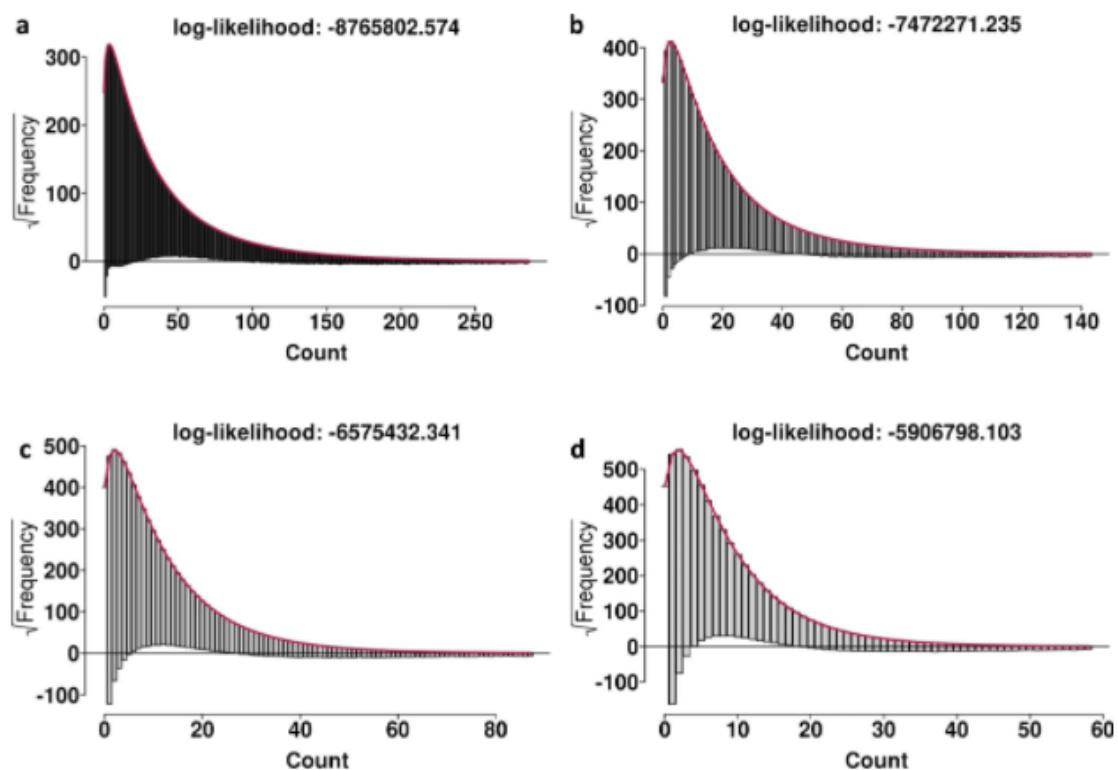 a
log-likelihood: -8765802.574
√Frequency
300
200
100
0
0 50 100 150 200 250
Count
b
log-likelihood: -7472271.235
√Frequency
400
300
200
100
0
-100
0 20 40 60 80 100 120 140
Count
c
log-likelihood: -6575432.341
√Frequency
500
400
300
200
100
0
-100
0 20 40 60 80
Count
d
log-likelihood: -5906798.103
√Frequency
500
400
300
200
100
0
-100
0 10 20 30 40 50 60
Count